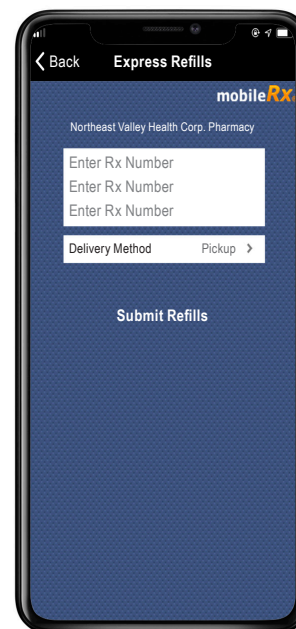 Back Express Refills
mobileRx
Northeast Valley Health Corp. Pharmacy
Enter Rx Number
Enter Rx Number
Enter Rx Number
Delivery Method Pickup
Submit Refills